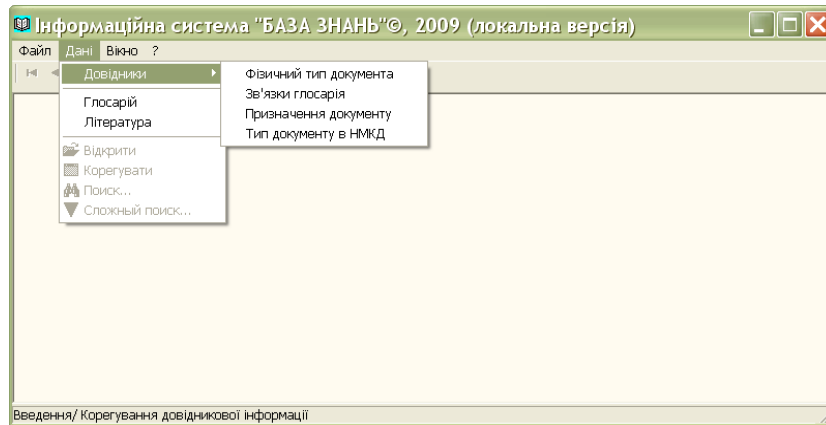 Інформаційна система "БАЗА ЗНАНЬ"©, 2009 (локальна версія)
Файл Дані Вікно ?
Довідники
Глосарій
Література
Відкрити
Корегувати
Поиск...
Сложный поиск...
Фізичний тип документа
Зв'язки глосарія
Призначення документу
Тип документу в НМКД
Введення/ Корегування довідникової інформації